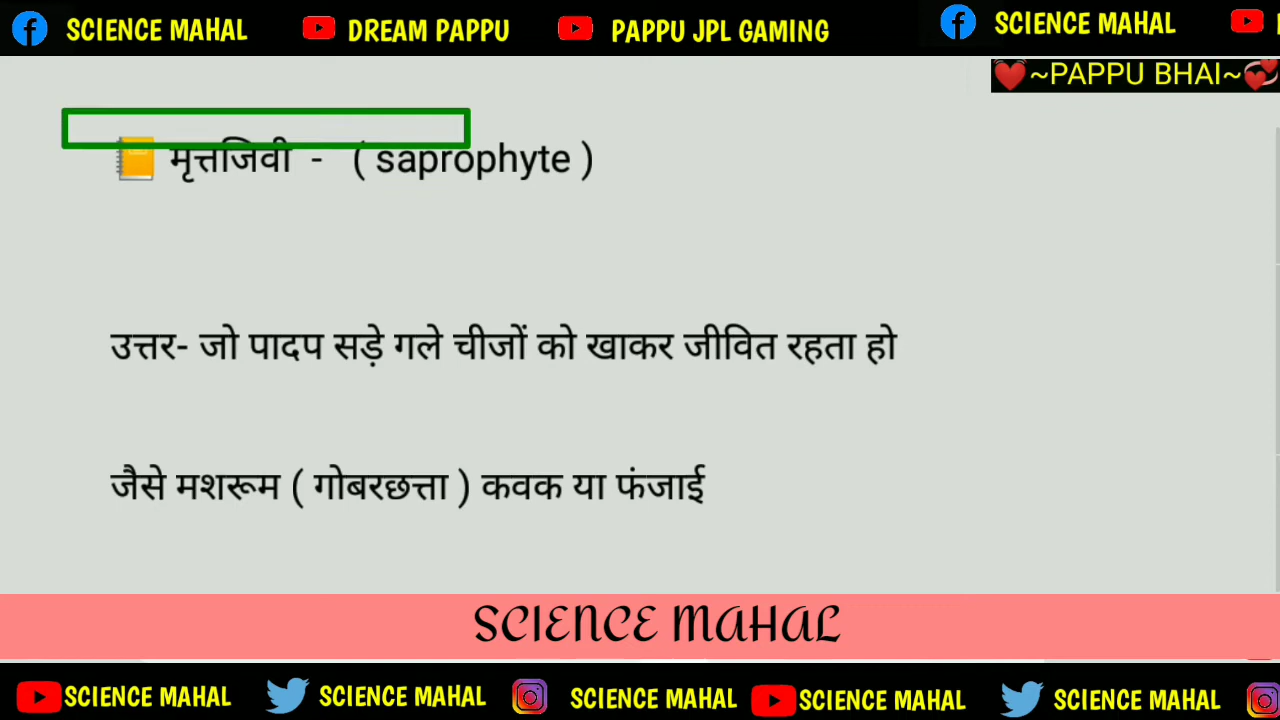 SCIENCE MAHAL DREAM PAPPU PAPPU JPL GAMING SCIENCE MAHAL
~PAPPU BHAI~
मृत्तजिवी - ( saprophyte )
उत्तर- जो पादप सड़े गले चीजों को खाकर जीवित रहता हो
जैसे मशरूम ( गोबरछत्ता ) कवक या फंजाई
SCIENCE MAHAL
SCIENCE MAHAL SCIENCE MAHAL SCIENCE MAHAL SCIENCE MAHAL SCIENCE MAHAL